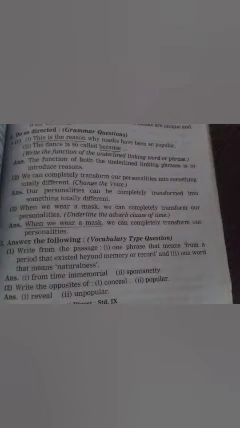 Do as directed : (Grammar Questions)
(1) (i) This is the reason why masks have been so popular.
(ii) The dance is so called because
(Write the function of the underlined linking word or phrase.)
Ans. The function of both the underlined linking phrases is to
introduce reasons.
(2) We can completely transform our personalities into something
totally different. (Change the Voice.)
Ans. Our personalities can be completely transformed into
something totally different.
(3) When we wear a mask, we can completely transform our
personalities. (Underline the adverb clause of time.)
Ans. When we wear a mask, we can completely transform our
personalities.
Answer the following : (Vocabulary Type Question)
(1) Write from the passage : (i) one phrase that means 'from a
period that existed beyond memory or record' and (ii) one word
that means 'naturalness'.
Ans. (i) from time immemorial (ii) spontaneity.
(2) Write the opposites of : (i) conceal (ii) popular.
Ans. (i) reveal (ii) unpopular.
Std. IX